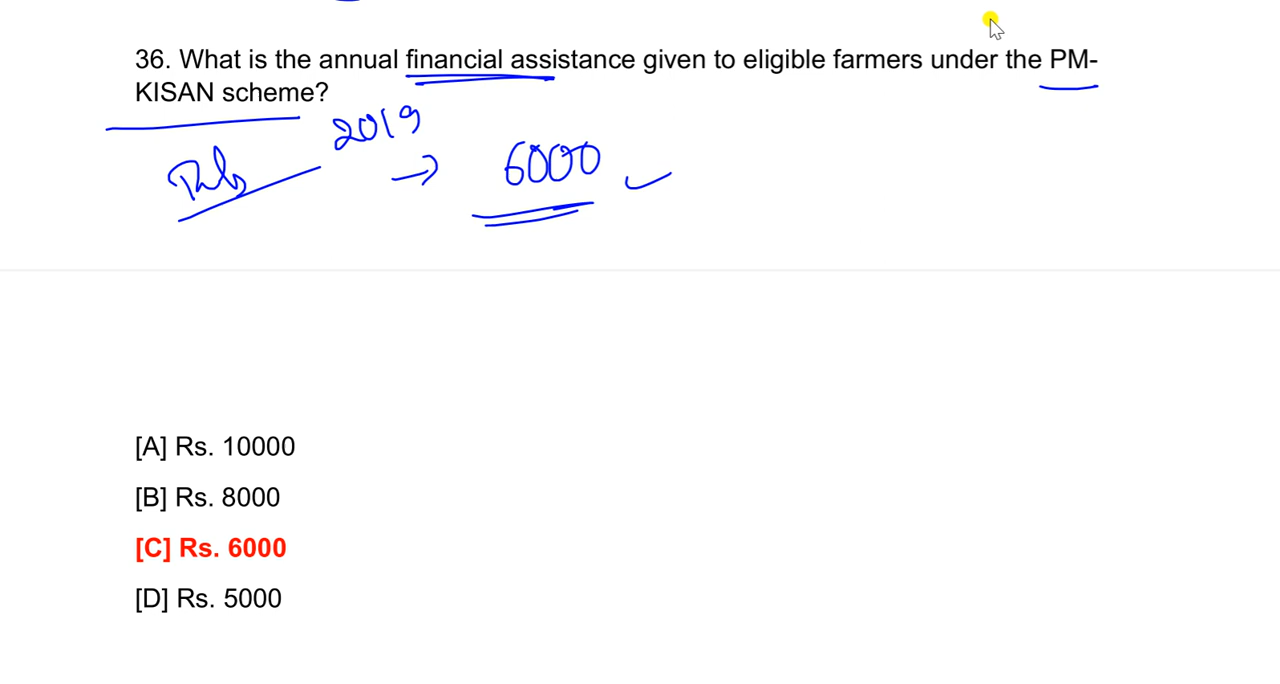 36. What is the annual financial assistance given to eligible farmers under the PM-
KISAN scheme?
2019
→ 6000 ✓
[A] Rs. 10000
[B] Rs. 8000
[C] Rs. 6000
[D] Rs. 5000